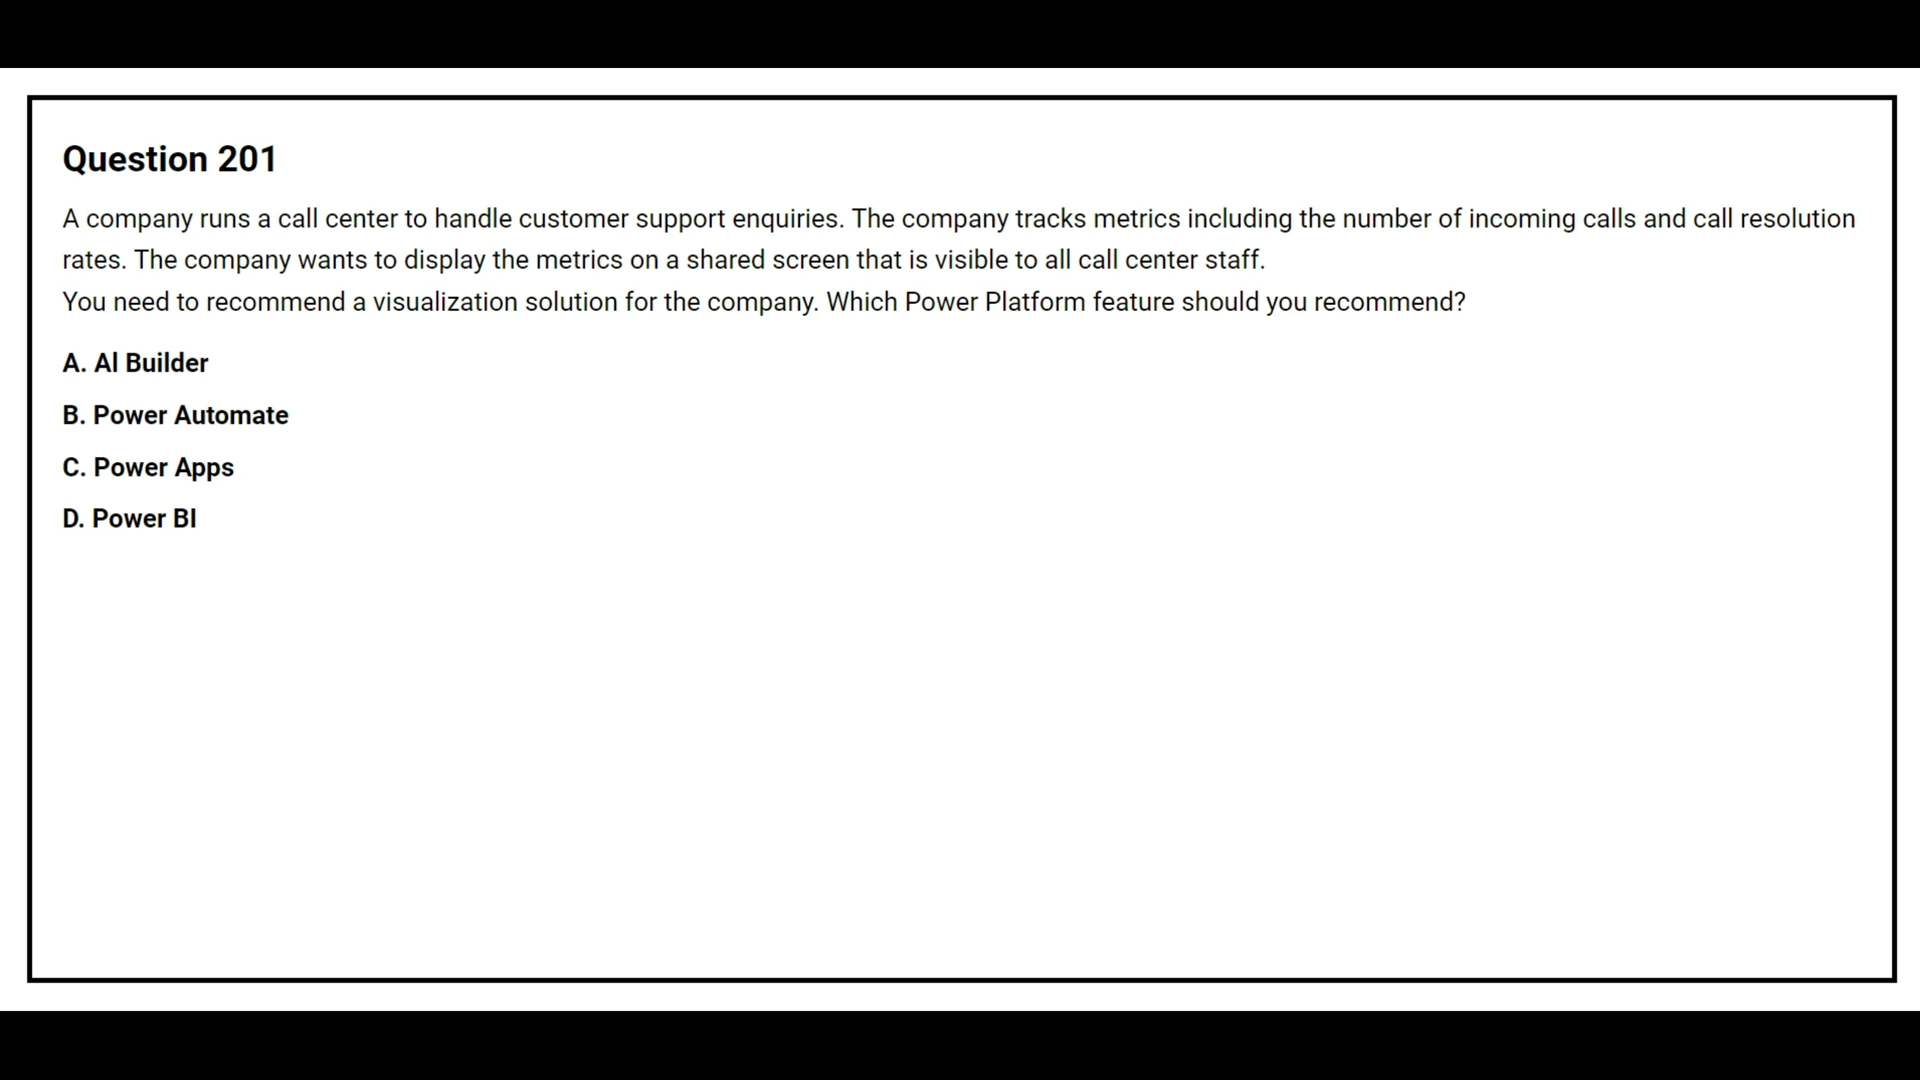 Question 201
A company runs a call center to handle customer support enquiries. The company tracks metrics including the number of incoming calls and call resolution
rates. The company wants to display the metrics on a shared screen that is visible to all call center staff.
You need to recommend a visualization solution for the company. Which Power Platform feature should you recommend?
A. Al Builder
B. Power Automate
C. Power Apps
D. Power BI